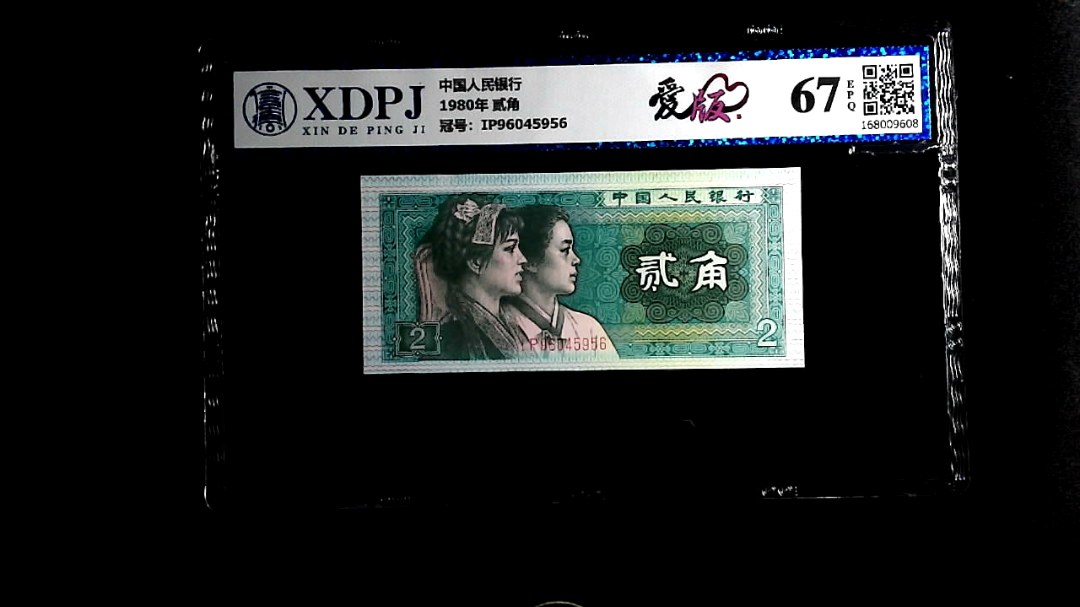 XDPJ
XIN DE PING JI
中国人民银行
1980年 贰角
冠号：IP96045956
爱版
67
EPQ
168009608
中国人民银行
贰角
2
2